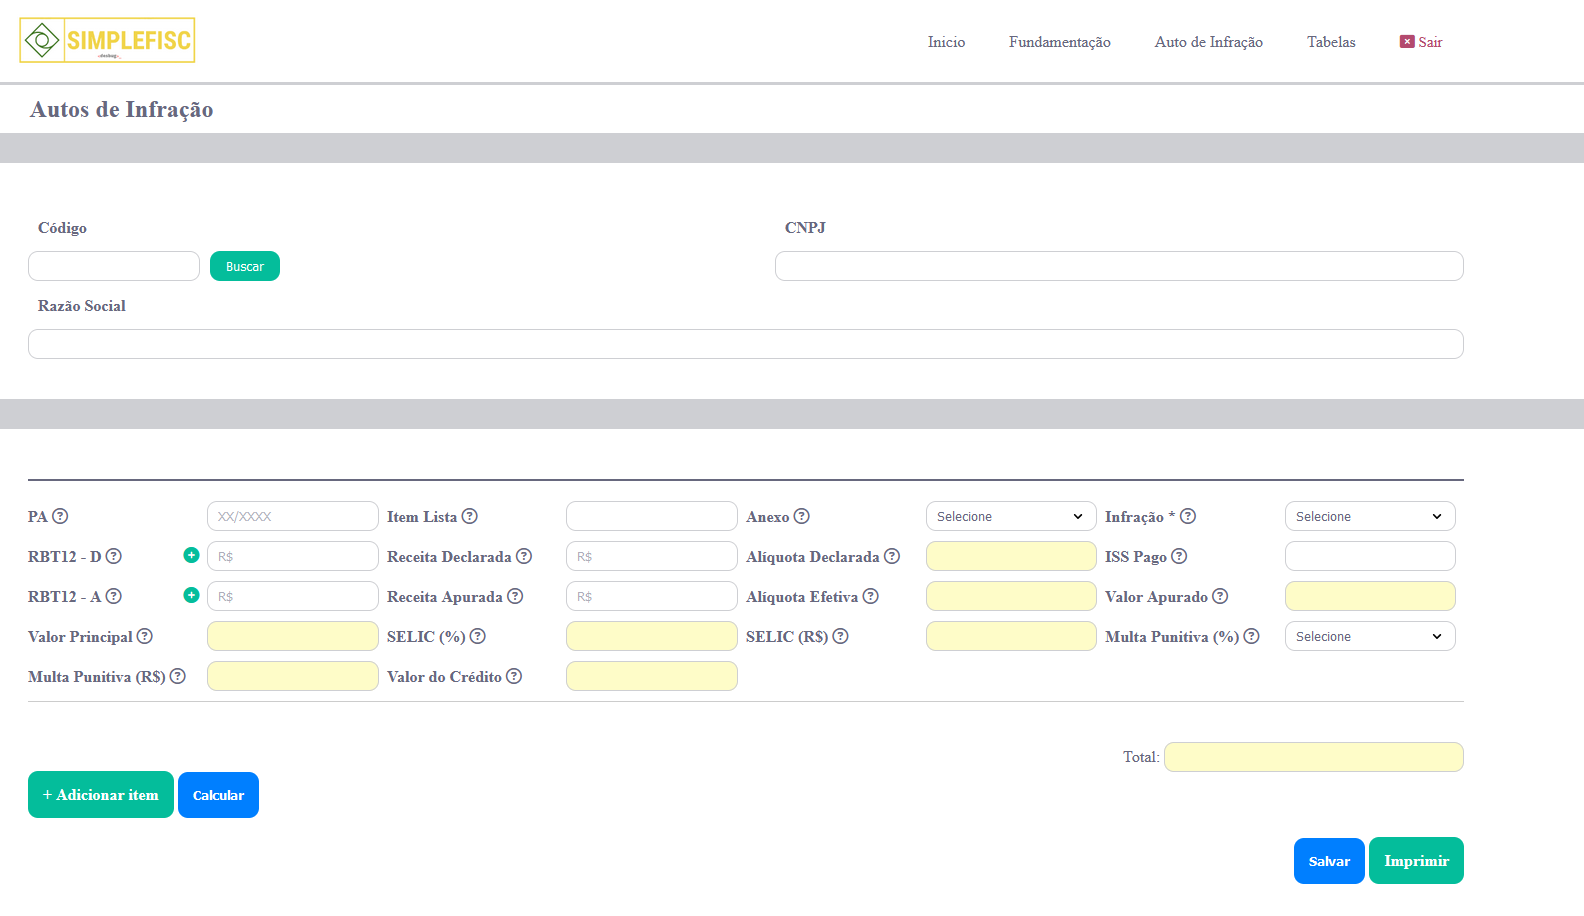 SIMPLEFISC
Inicio Fundamentação Auto de Infração Tabelas Sair
Autos de Infração
Código CNPJ
Buscar
Razão Social
PA XX/XXXX Item Lista Anexo Selecione Infração * Selecione
RBT12 - D R$ Receita Declarada R$ Alíquota Declarada ISS Pago
RBT12 - A R$ Receita Apurada R$ Alíquota Efetiva Valor Apurado
Valor Principal SELIC (%) SELIC (R$) Multa Punitiva (%) Selecione
Multa Punitiva (R$) Valor do Crédito
Total:
+ Adicionar item Calcular
Salvar Imprimir